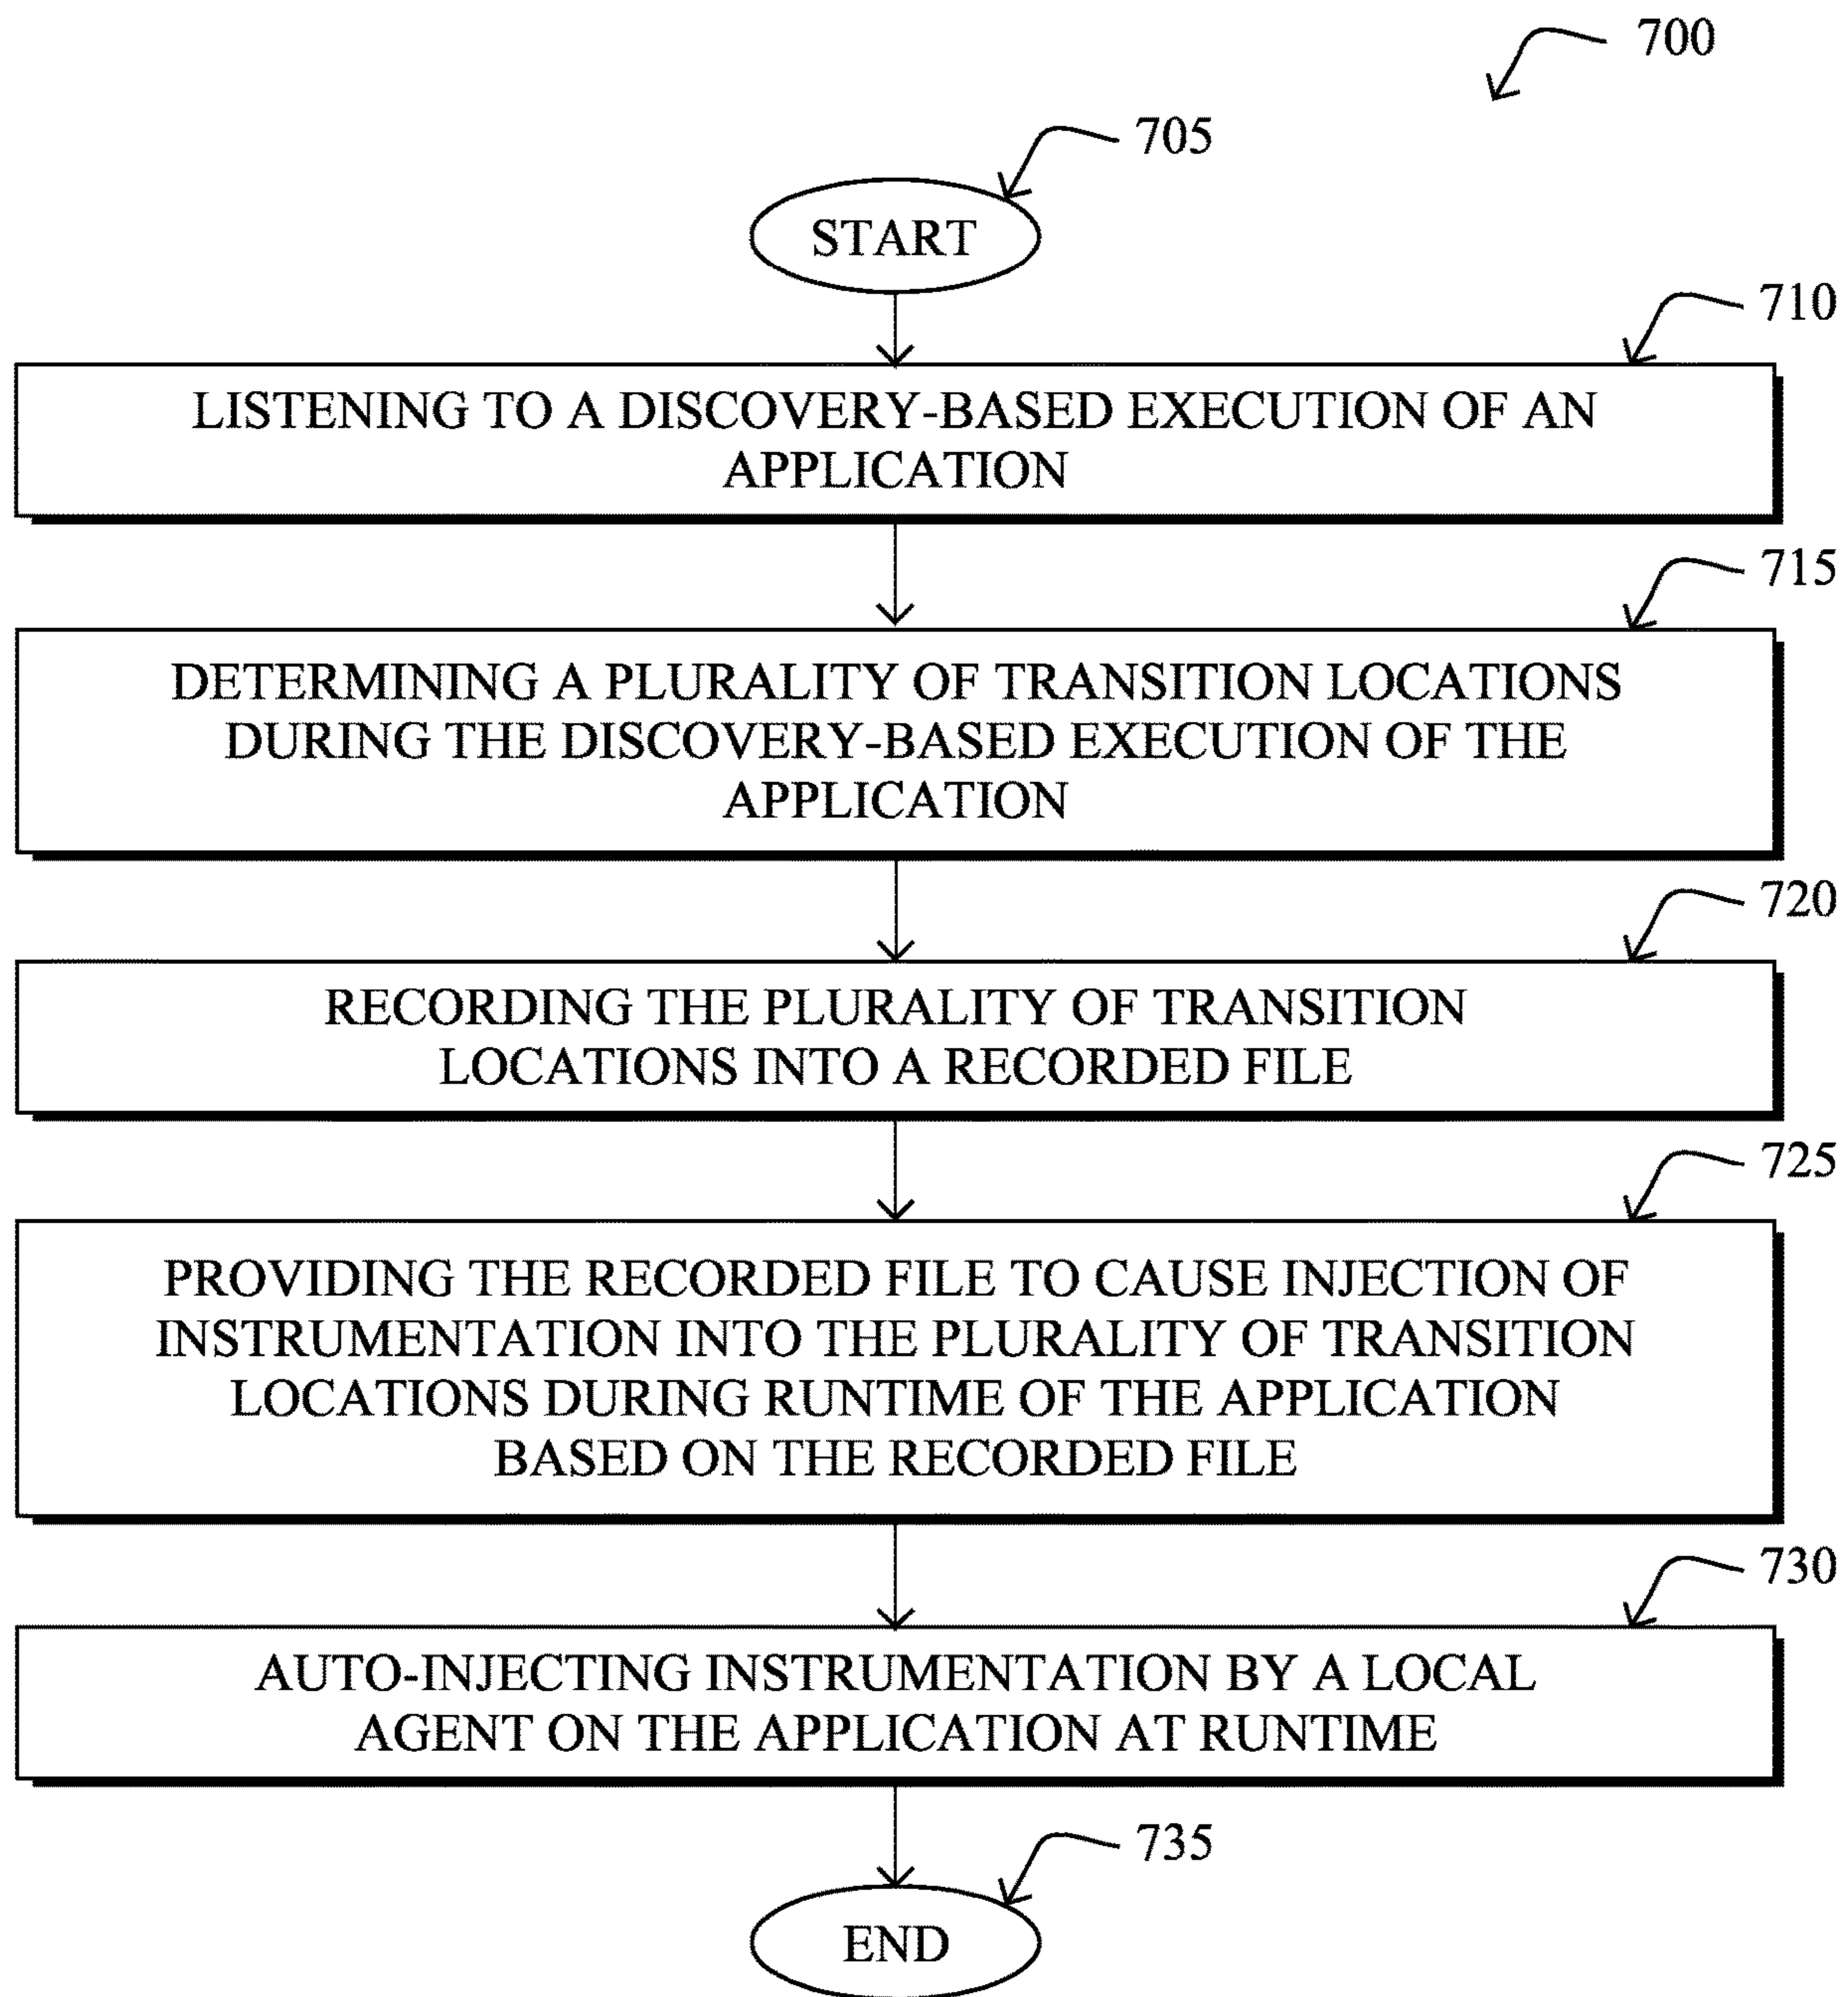 700
705
START
710
LISTENING TO A DISCOVERY-BASED EXECUTION OF AN
APPLICATION
715
DETERMINING A PLURALITY OF TRANSITION LOCATIONS
DURING THE DISCOVERY-BASED EXECUTION OF THE
APPLICATION
720
RECORDING THE PLURALITY OF TRANSITION
LOCATIONS INTO A RECORDED FILE
725
PROVIDING THE RECORDED FILE TO CAUSE INJECTION OF
INSTRUMENTATION INTO THE PLURALITY OF TRANSITION
LOCATIONS DURING RUNTIME OF THE APPLICATION
BASED ON THE RECORDED FILE
730
AUTO-INJECTING INSTRUMENTATION BY A LOCAL
AGENT ON THE APPLICATION AT RUNTIME
735
END